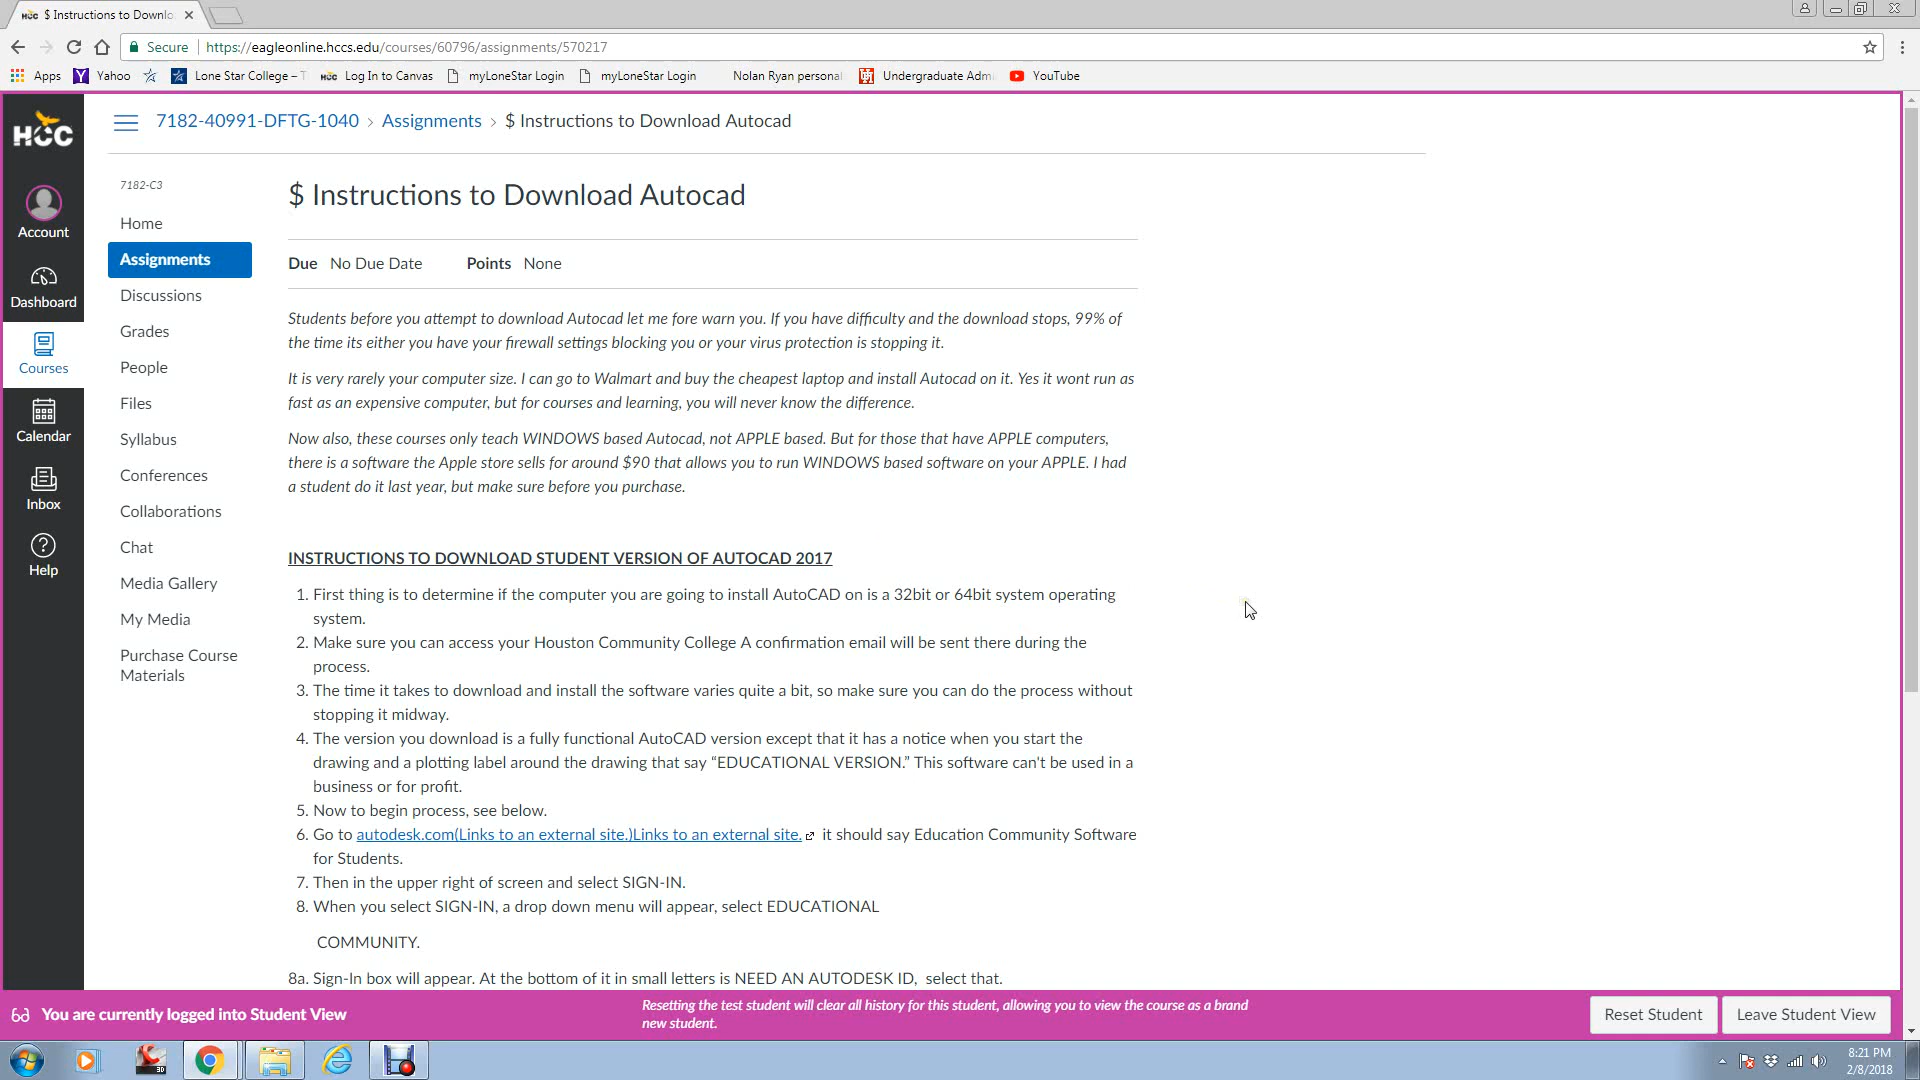 $ Instructions to Downlo
Secure https://eagleonline.hccs.edu/courses/60796/assignments/570217
Apps Yahoo Lone Star College – T HCC Log In to Canvas myLoneStar Login myLoneStar Login Nolan Ryan personal Undergraduate Adm YouTube
HCC
7182-40991-DFTG-1040 › Assignments › $ Instructions to Download Autocad
Account
Dashboard
Courses
Calendar
Inbox
Help
7182-C3
Home
Assignments
Discussions
Grades
People
Files
Syllabus
Conferences
Collaborations
Chat
Media Gallery
My Media
Purchase Course
Materials
$ Instructions to Download Autocad
Due No Due Date Points None
Students before you attempt to download Autocad let me fore warn you. If you have difficulty and the download stops, 99% of
the time its either you have your firewall settings blocking you or your virus protection is stopping it.
It is very rarely your computer size. I can go to Walmart and buy the cheapest laptop and install Autocad on it. Yes it wont run as
fast as an expensive computer, but for courses and learning, you will never know the difference.
Now also, these courses only teach WINDOWS based Autocad, not APPLE based. But for those that have APPLE computers,
there is a software the Apple store sells for around $90 that allows you to run WINDOWS based software on your APPLE. I had
a student do it last year, but make sure before you purchase.
INSTRUCTIONS TO DOWNLOAD STUDENT VERSION OF AUTOCAD 2017
1. First thing is to determine if the computer you are going to install AutoCAD on is a 32bit or 64bit system operating
system.
2. Make sure you can access your Houston Community College A confirmation email will be sent there during the
process.
3. The time it takes to download and install the software varies quite a bit, so make sure you can do the process without
stopping it midway.
4. The version you download is a fully functional AutoCAD version except that it has a notice when you start the
drawing and a plotting label around the drawing that say “EDUCATIONAL VERSION.” This software can't be used in a
business or for profit.
5. Now to begin process, see below.
6. Go to autodesk.com(Links to an external site.)Links to an external site. it should say Education Community Software
for Students.
7. Then in the upper right of screen and select SIGN-IN.
8. When you select SIGN-IN, a drop down menu will appear, select EDUCATIONAL
COMMUNITY.
8a. Sign-In box will appear. At the bottom of it in small letters is NEED AN AUTODESK ID, select that.
You are currently logged into Student View
Resetting the test student will clear all history for this student, allowing you to view the course as a brand
new student.
Reset Student
Leave Student View
8:21 PM
2/8/2018